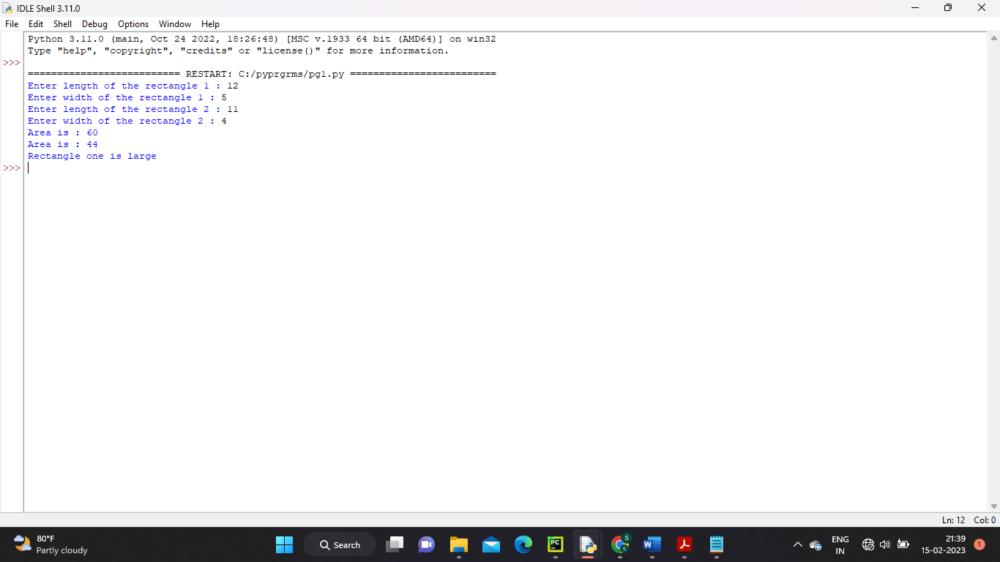 IDLE Shell 3.11.0
File Edit Shell Debug Options Window Help
Python 3.11.0 (main, Oct 24 2022, 18:26:48) [MSC v.1933 64 bit (AMD64)] on win32
Type "help", "copyright", "credits" or "license()" for more information.
>>>
========================== RESTART: C:/pyprgrms/pg1.py =========================
Enter length of the rectangle 1 : 12
Enter width of the rectangle 1 : 5
Enter length of the rectangle 2 : 11
Enter width of the rectangle 2 : 4
Area is : 60
Area is : 44
Rectangle one is large
>>>
Ln: 12 Col: 0
80°F
Partly cloudy
Search
PC
S
W
ENG
IN
21:39
15-02-2023
1